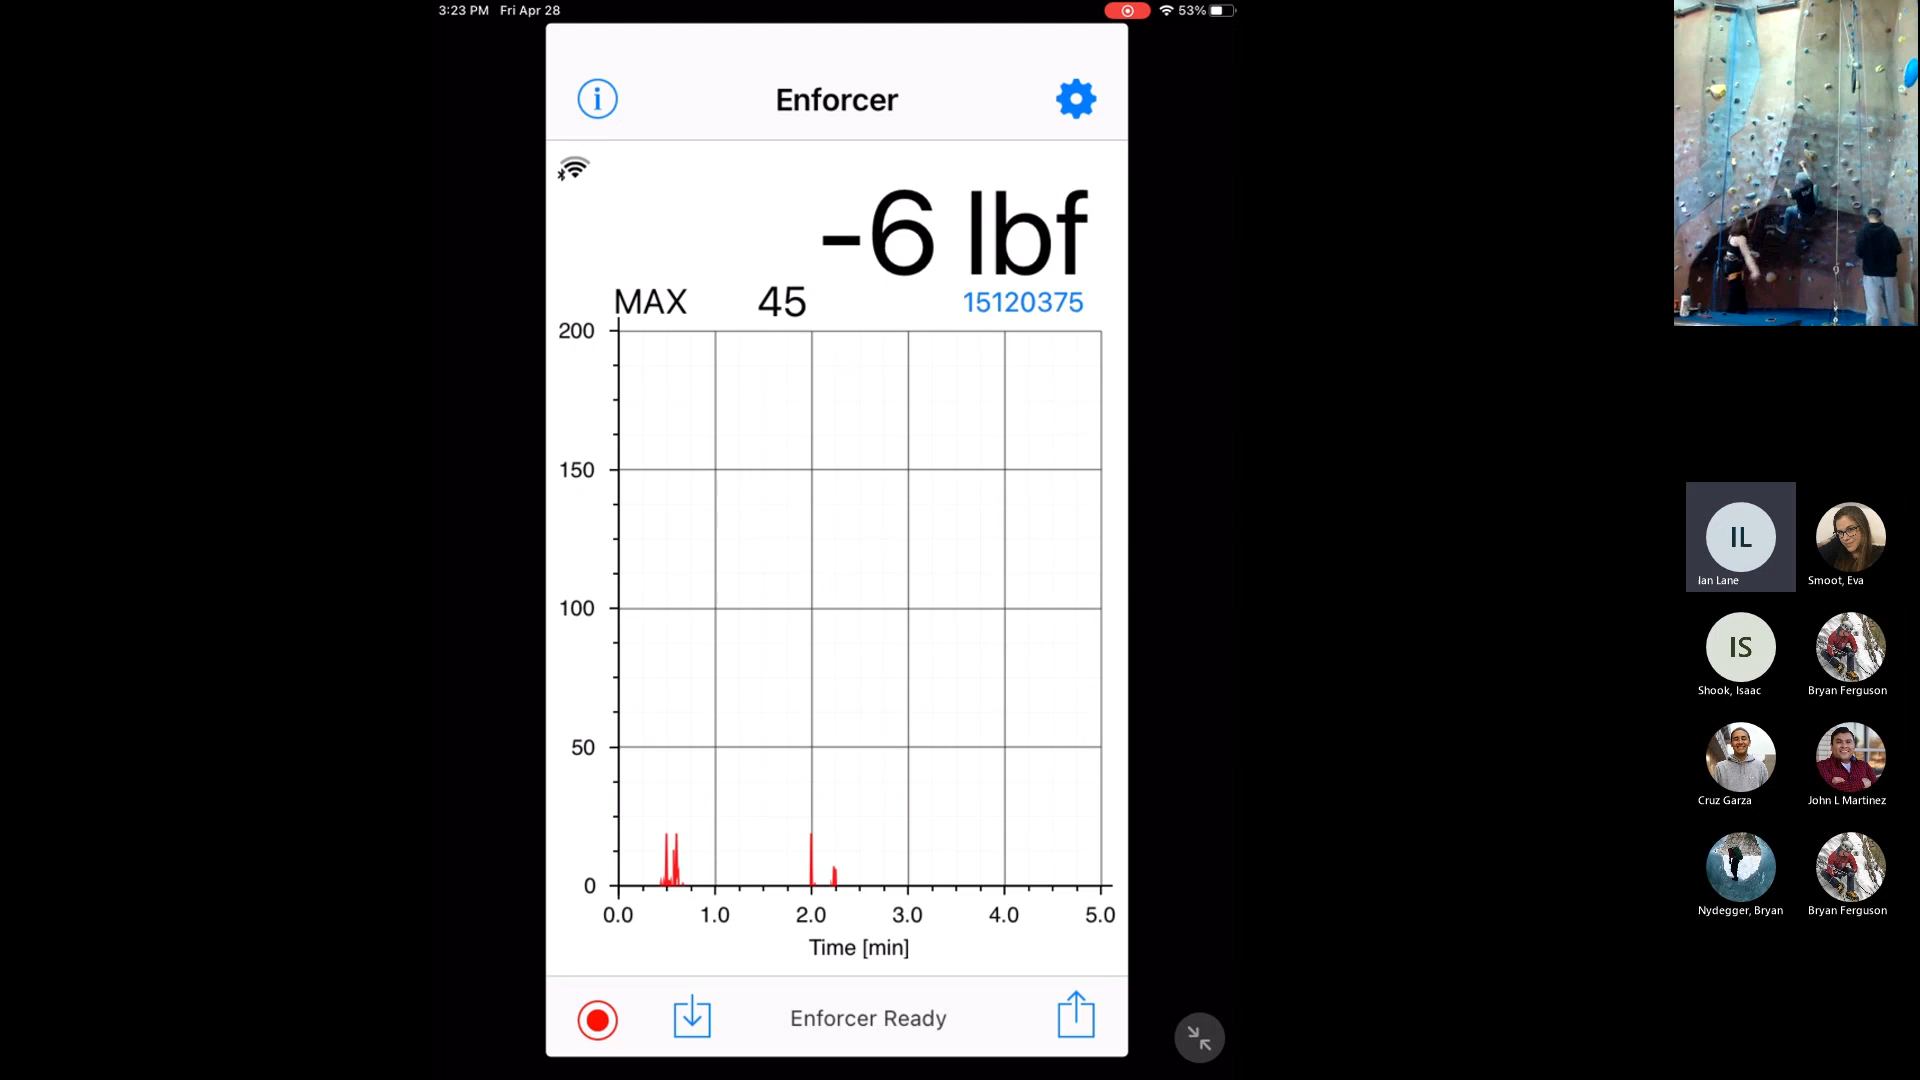 3:23 PM Fri Apr 28
53%
Enforcer
-6 lbf
MAX 45 15120375
200
150
100
50
0
0.0 1.0 2.0 3.0 4.0 5.0
Time [min]
Enforcer Ready
IL
Ian Lane
Smoot, Eva
IS
Shook, Isaac
Bryan Ferguson
Cruz Garza
John L Martinez
Nydegger, Bryan
Bryan Ferguson